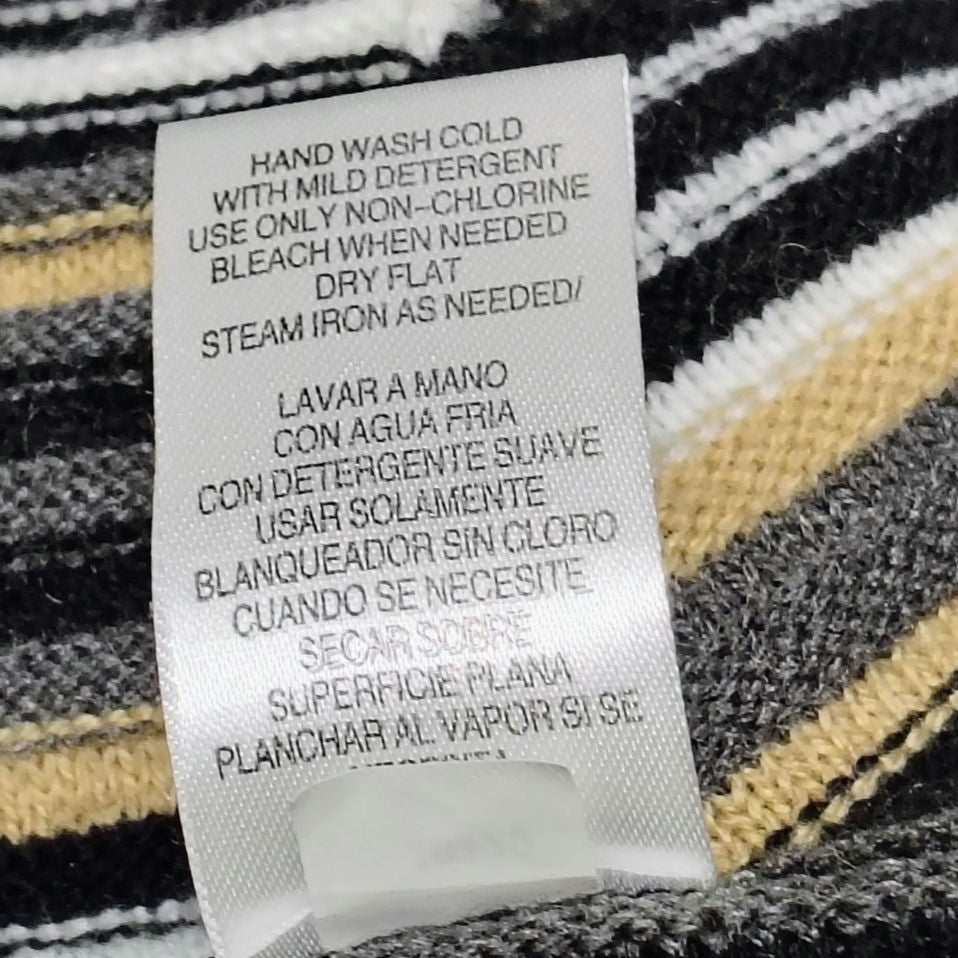 HAND WASH COLD
WITH MILD DETERGENT
USE ONLY NON-CHLORINE
BLEACH WHEN NEEDED
DRY FLAT
STEAM IRON AS NEEDED/
LAVAR A MANO
CON AGUA FRIA
CON DETERGENTE SUAVE
USAR SOLAMENTE
BLANQUEADOR SIN CLORO
CUANDO SE NECESITE
SECAR SOBRE
SUPERFICIE PLANA
PLANCHAR AL VAPOR SI SE